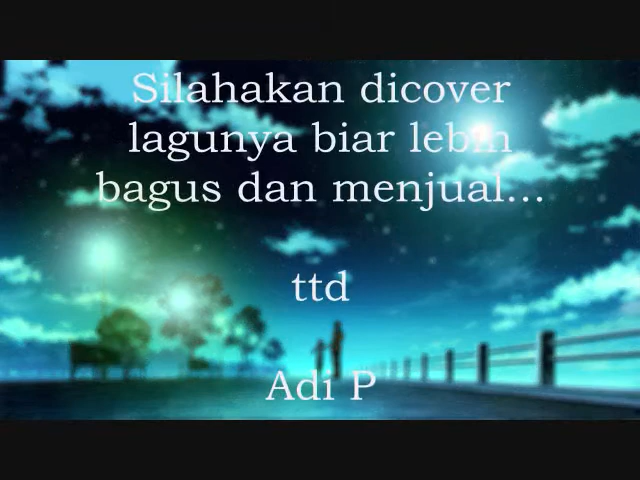 Silahakan dicover
lagunya biar lebih
bagus dan menjual...
ttd
Adi P